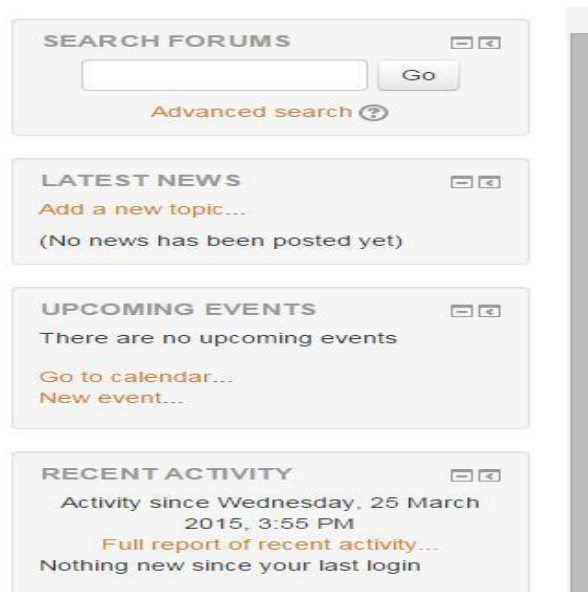 SEARCH FORUMS
Go
Advanced search
LATEST NEWS
Add a new topic...
(No news has been posted yet)
UPCOMING EVENTS
There are no upcoming events
Go to calendar...
New event...
RECENT ACTIVITY
Activity since Wednesday, 25 March
2015, 3:55 PM
Full report of recent activity...
Nothing new since your last login